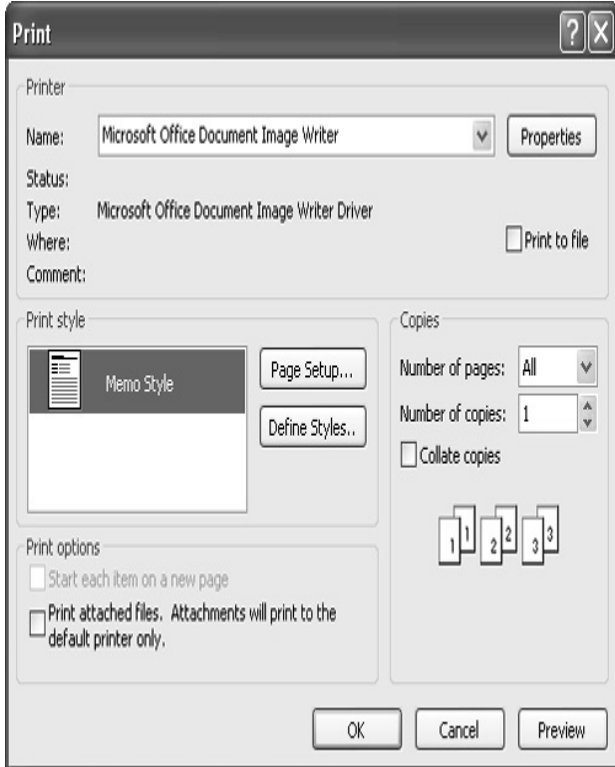 Print
Printer
Name: Microsoft Office Document Image Writer Properties
Status:
Type: Microsoft Office Document Image Writer Driver
Where: Print to file
Comment:
Print style
Memo Style
Page Setup...
Define Styles..
Copies
Number of pages: All
Number of copies: 1
Collate copies
1 1 2 2 3 3
Print options
Start each item on a new page
Print attached files. Attachments will print to the
default printer only.
OK Cancel Preview